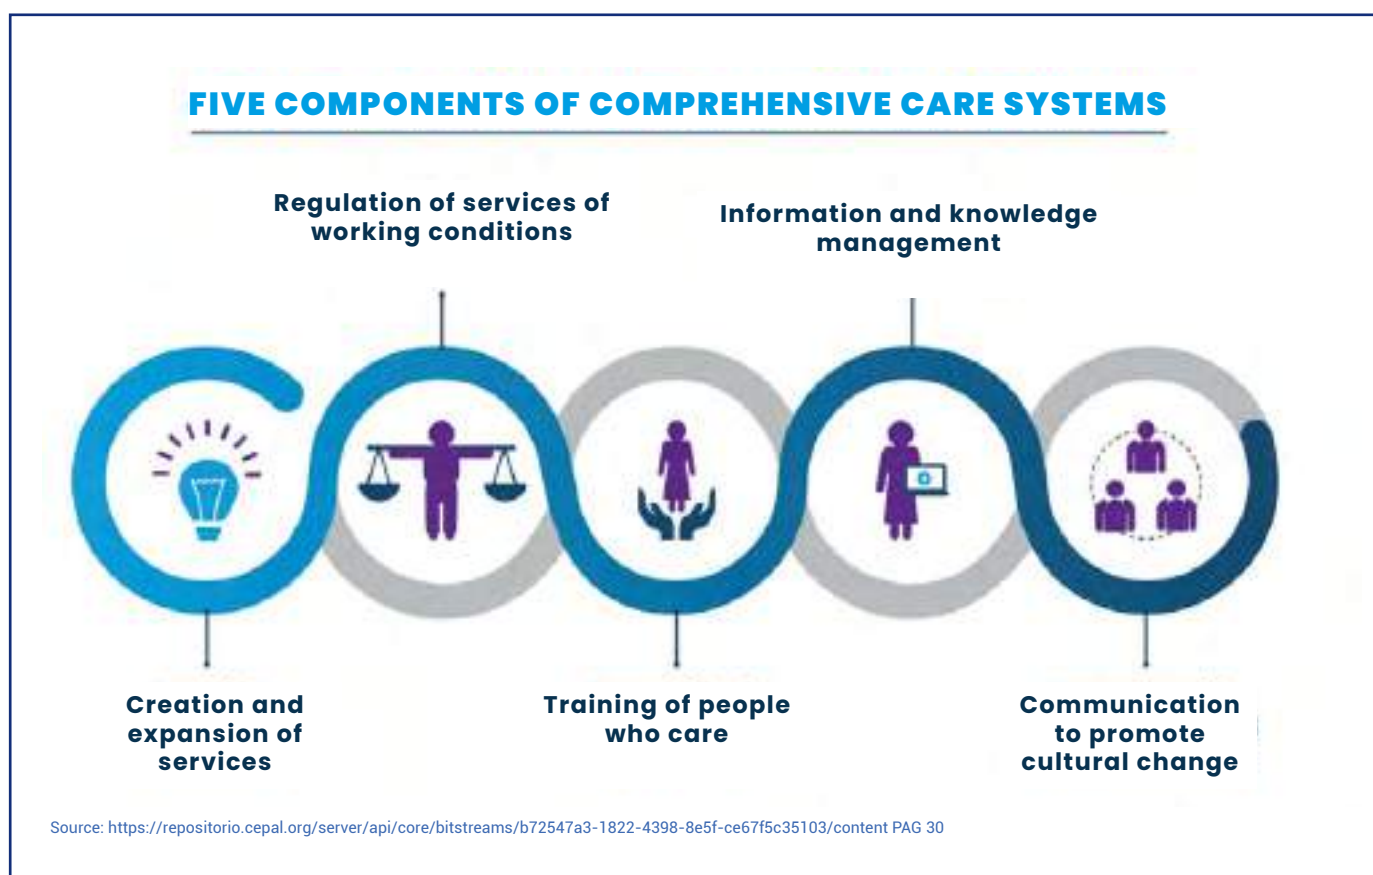 FIVE COMPONENTS OF COMPREHENSIVE CARE SYSTEMS
Regulation of services of
working conditions
Information and knowledge
management
Creation and
expansion of
services
Training of people
who care
Communication
to promote
cultural change
Source: https://repositorio.cepal.org/server/api/core/bitstreams/b72547a3-1822-4398-8e5f-ce67f5c35103/content PAG 30